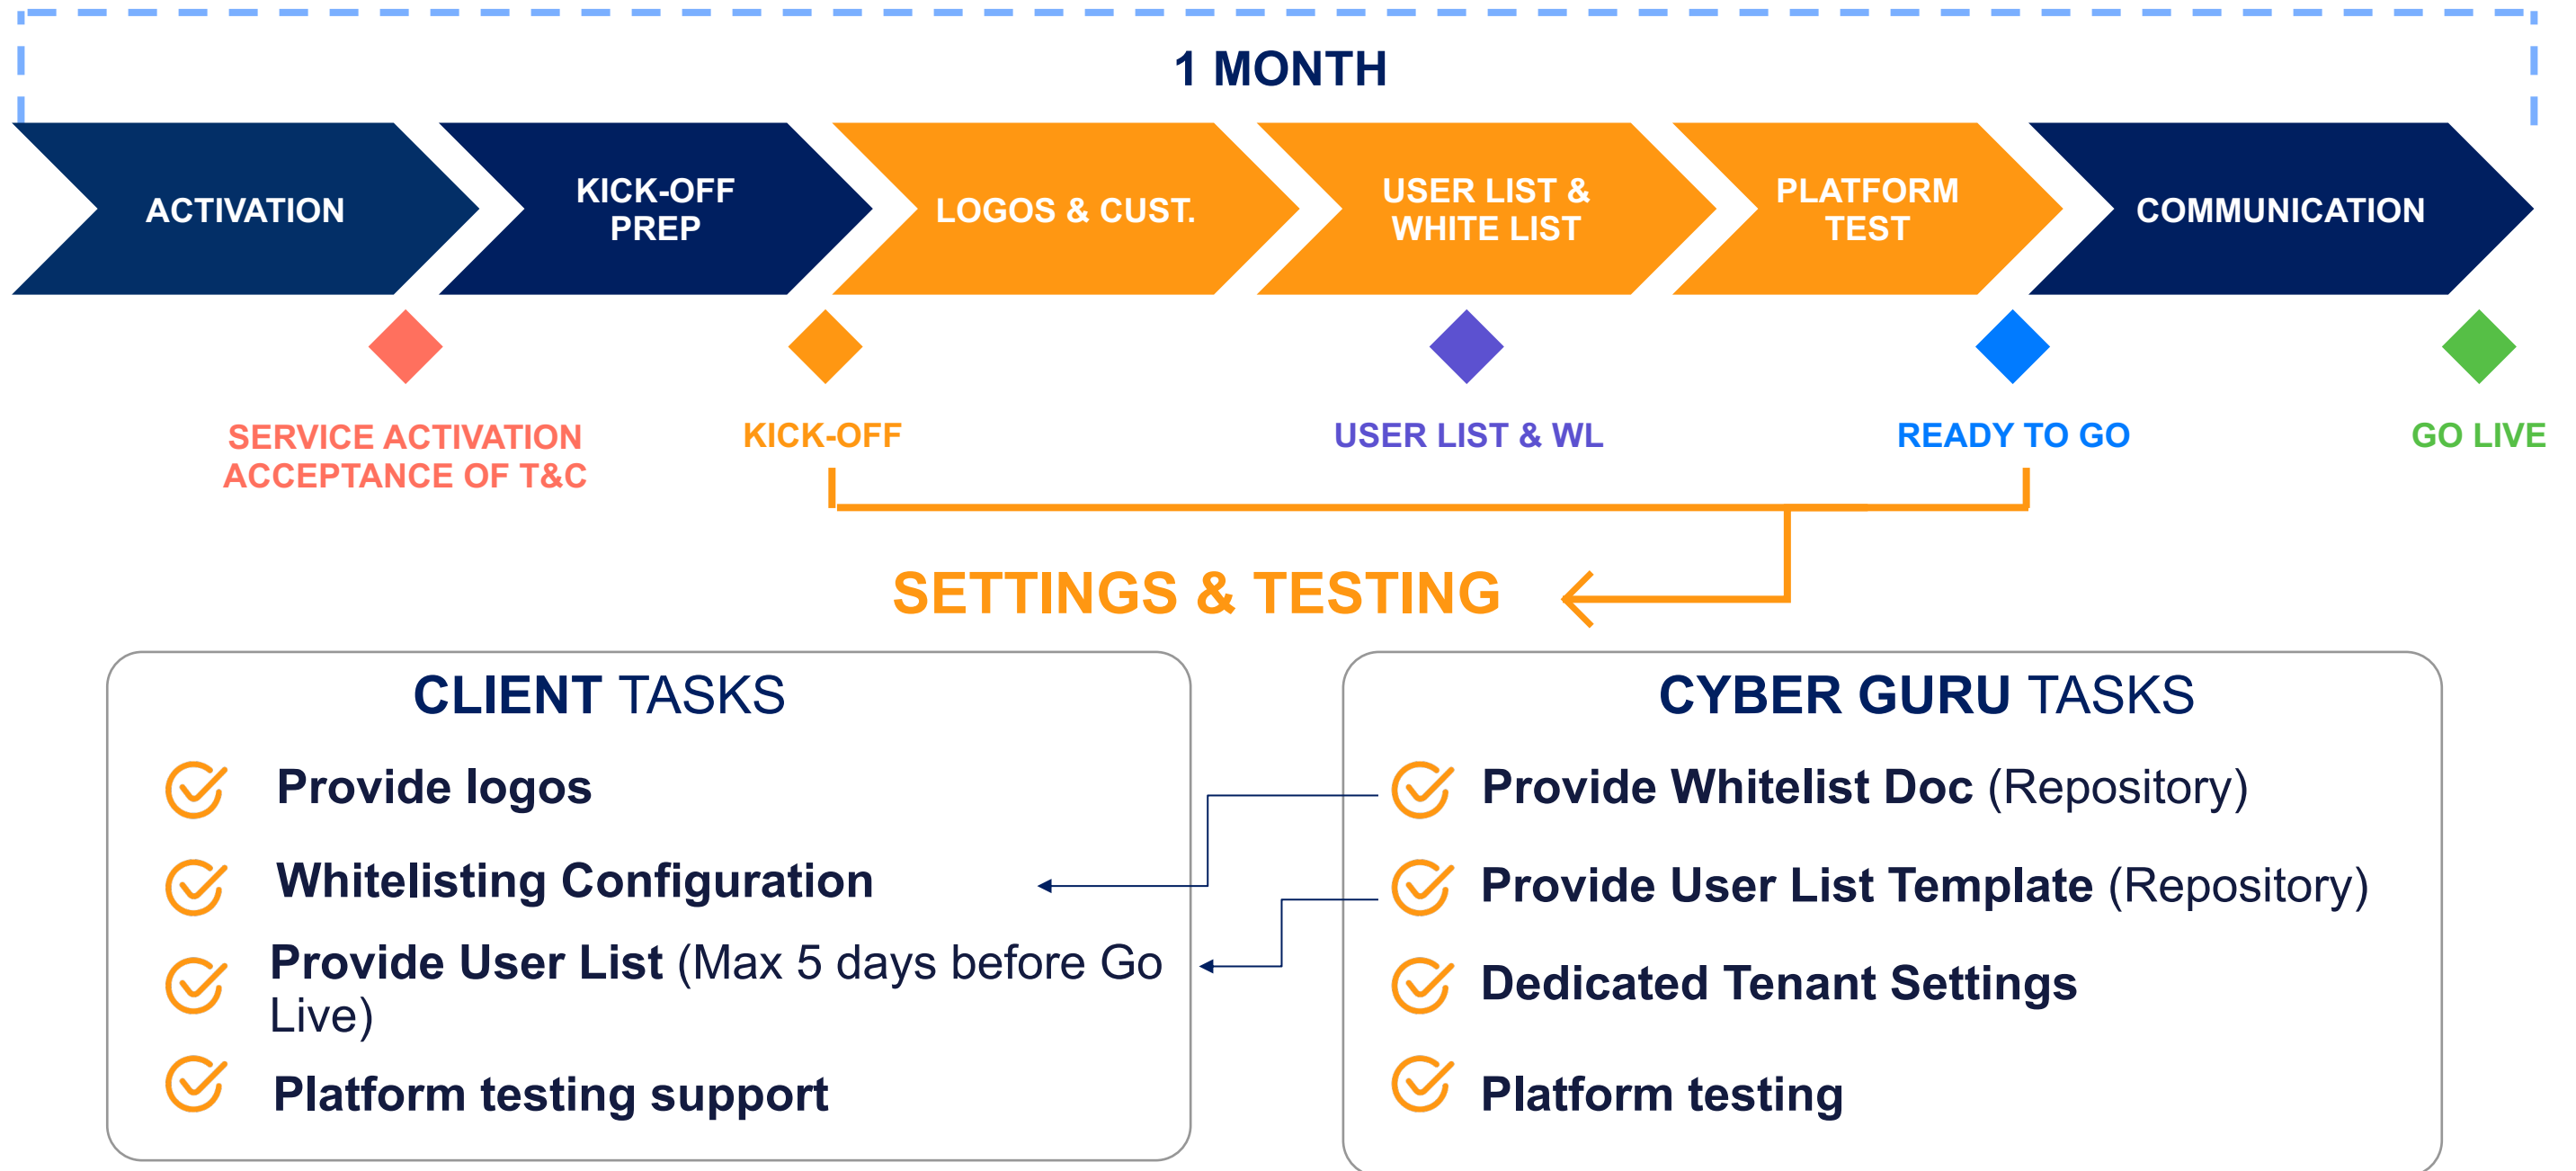 1 MONTH
ACTIVATION
KICK-OFF
PREP
LOGOS & CUST.
USER LIST &
WHITE LIST
PLATFORM
TEST
COMMUNICATION
SERVICE ACTIVATION
ACCEPTANCE OF T&C
KICK-OFF
USER LIST & WL
READY TO GO
GO LIVE
SETTINGS & TESTING
CLIENT TASKS
Provide logos
Whitelisting Configuration
Provide User List (Max 5 days before Go
Live)
Platform testing support
CYBER GURU TASKS
Provide Whitelist Doc (Repository)
Provide User List Template (Repository)
Dedicated Tenant Settings
Platform testing